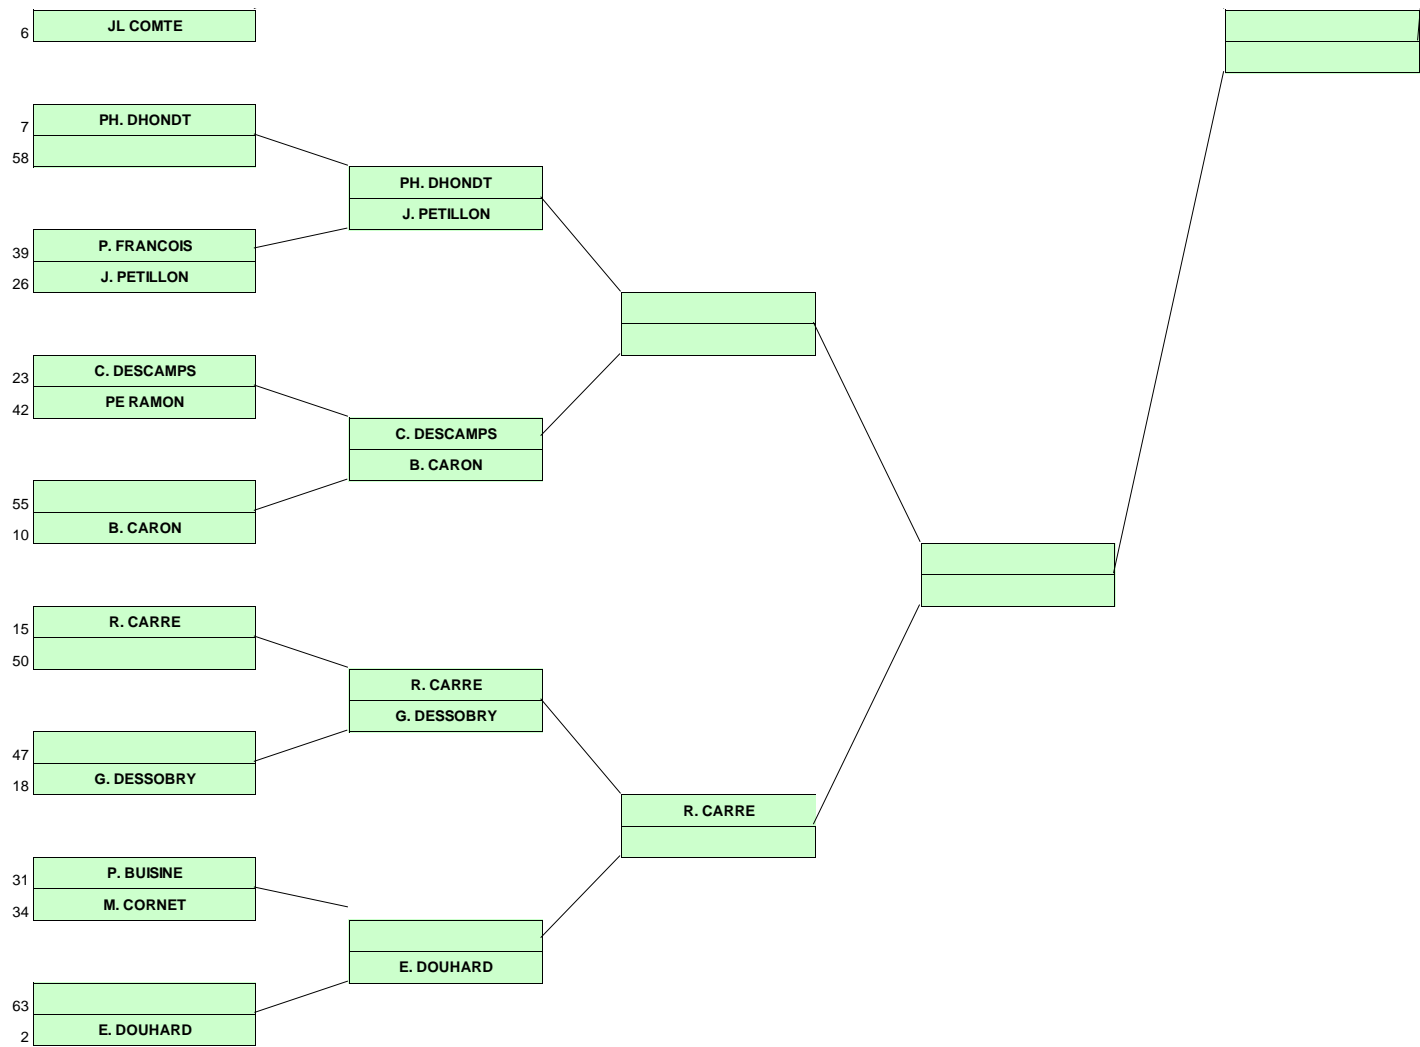 6 JL COMTE
7 PH. DHONDT
58
PH. DHONDT
J. PETILLON
39 P. FRANCOIS
26 J. PETILLON
23 C. DESCAMPS
42 PE RAMON
C. DESCAMPS
B. CARON
55
10 B. CARON
15 R. CARRE
50
R. CARRE
G. DESSOBRY
47
18 G. DESSOBRY
R. CARRE
31 P. BUISINE
34 M. CORNET
E. DOUHARD
63
2 E. DOUHARD